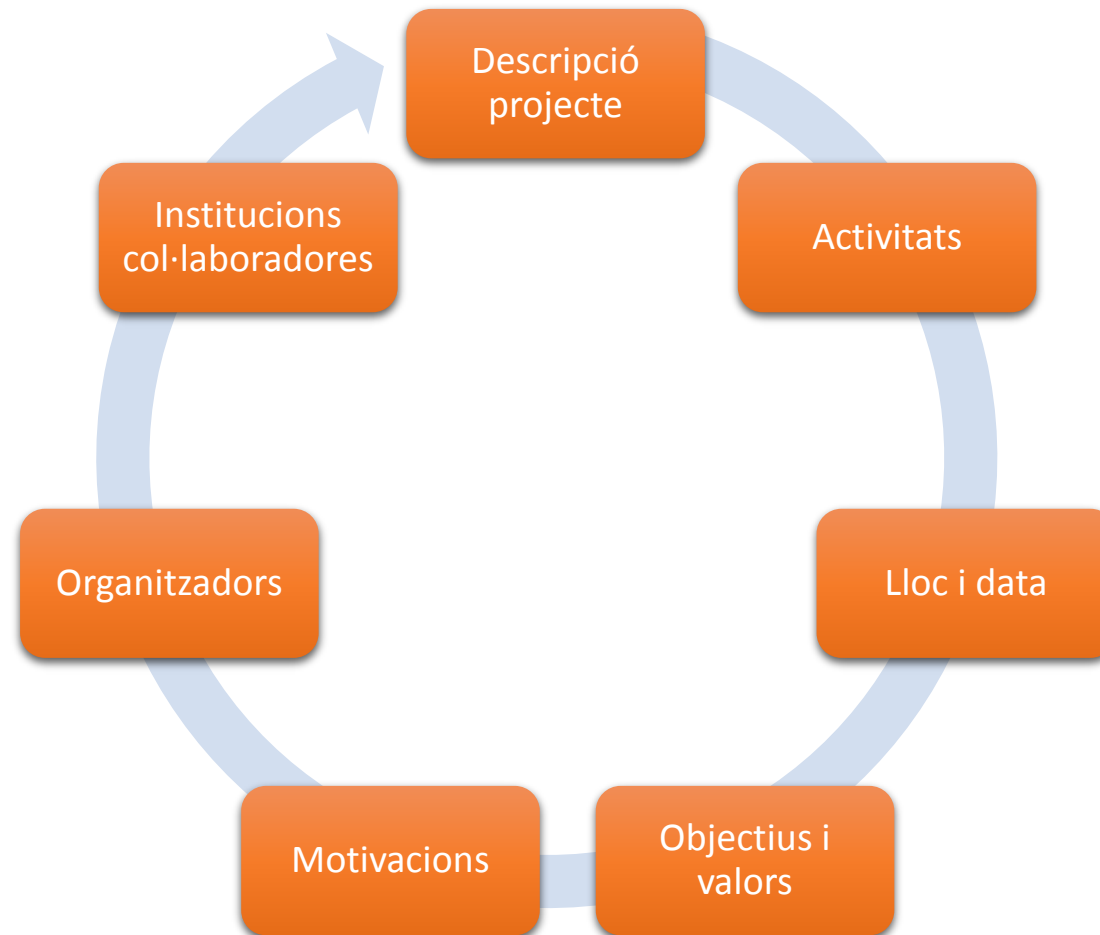 Descripció
projecte
Activitats
Lloc i data
Objectius i
valors
Motivacions
Organitzadors
Institucions
col·laboradores